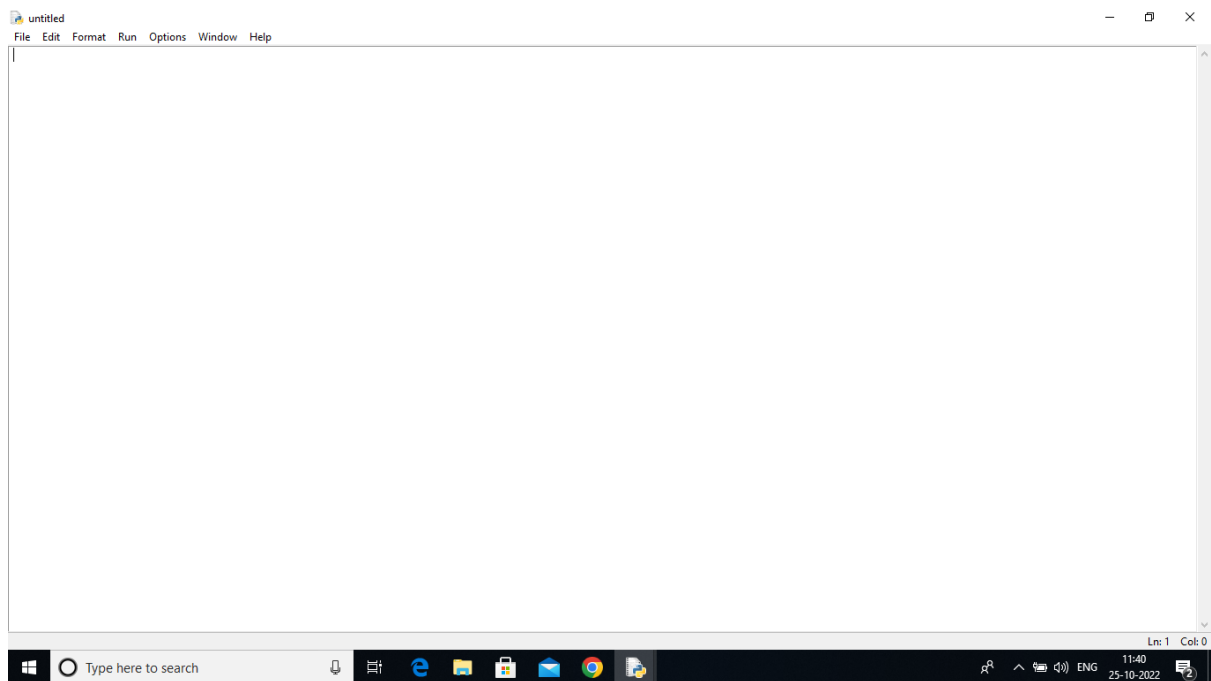 untitled
File Edit Format Run Options Window Help
Ln: 1 Col: 0
Type here to search
ENG
11:40
25-10-2022
2